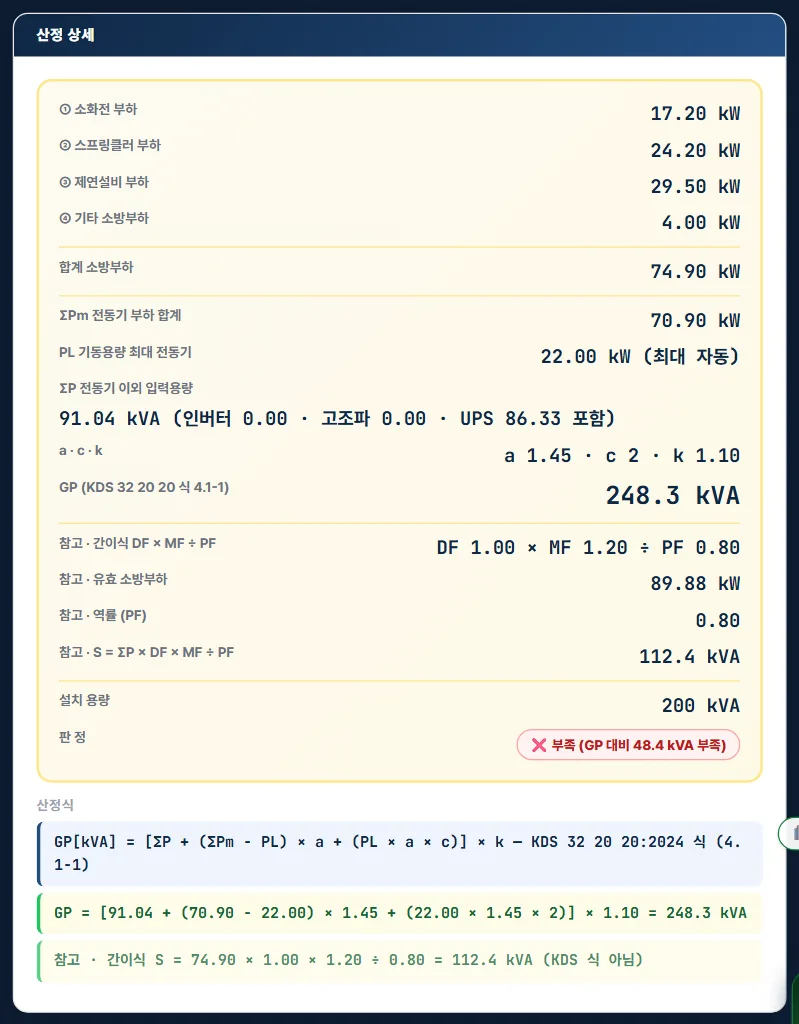 산정 상세
① 소화전 부하 17.20 kW
② 스프링클러 부하 24.20 kW
③ 제연설비 부하 29.50 kW
④ 기타 소방부하 4.00 kW
합계 소방부하 74.90 kW
ΣPm 전동기 부하 합계 70.90 kW
PL 기동용량 최대 전동기 22.00 kW (최대 자동)
ΣP 전동기 이외 입력용량
91.04 kVA (인버터 0.00 · 고조파 0.00 · UPS 86.33 포함)
a · c · k a 1.45 · c 2 · k 1.10
GP (KDS 32 20 20 식 4.1-1) 248.3 kVA
참고 · 간이식 DF × MF ÷ PF DF 1.00 × MF 1.20 ÷ PF 0.80
참고 · 유효 소방부하 89.88 kW
참고 · 역률 (PF) 0.80
참고 · S = ΣP × DF × MF ÷ PF 112.4 kVA
설치 용량 200 kVA
판 정 ❌ 부족 (GP 대비 48.4 kVA 부족)
산정식
GP[kVA] = [ΣP + (ΣPm - PL) × a + (PL × a × c)] × k — KDS 32 20 20:2024 식 (4.
1-1)
GP = [91.04 + (70.90 - 22.00) × 1.45 + (22.00 × 1.45 × 2)] × 1.10 = 248.3 kVA
참고 · 간이식 S = 74.90 × 1.00 × 1.20 ÷ 0.80 = 112.4 kVA (KDS 식 아님)